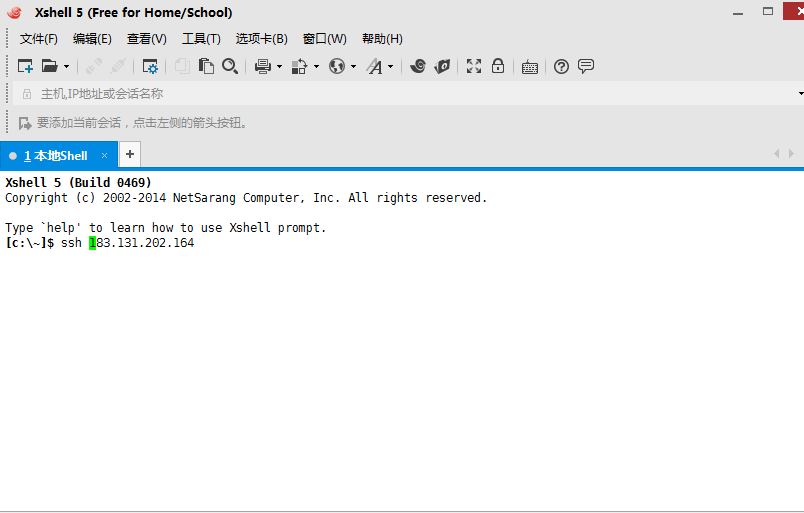 Xshell 5 (Free for Home/School)
文件(F) 编辑(E) 查看(V) 工具(T) 选项卡(B) 窗口(W) 帮助(H)
主机,IP地址或会话名称
要添加当前会话，点击左侧的箭头按钮。
1 本地Shell × +
Xshell 5 (Build 0469)
Copyright (c) 2002-2014 NetSarang Computer, Inc. All rights reserved.
Type `help' to learn how to use Xshell prompt.
[c:\~]$ ssh 183.131.202.164